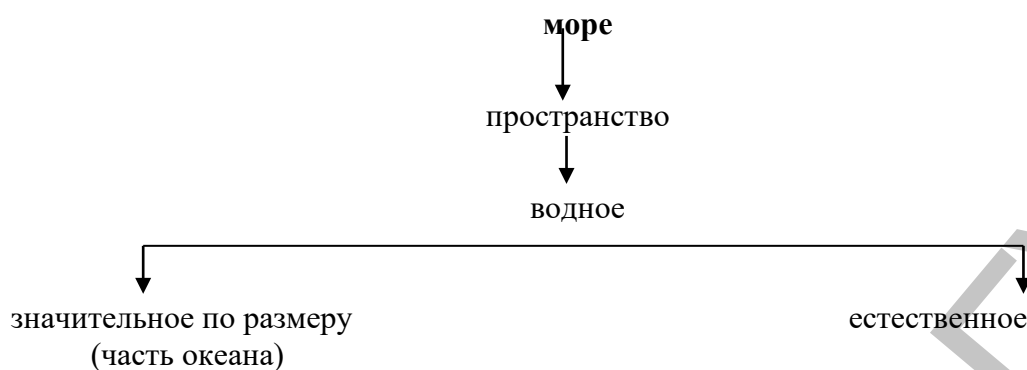 море
пространство
водное
значительное по размеру
(часть океана)
естественное